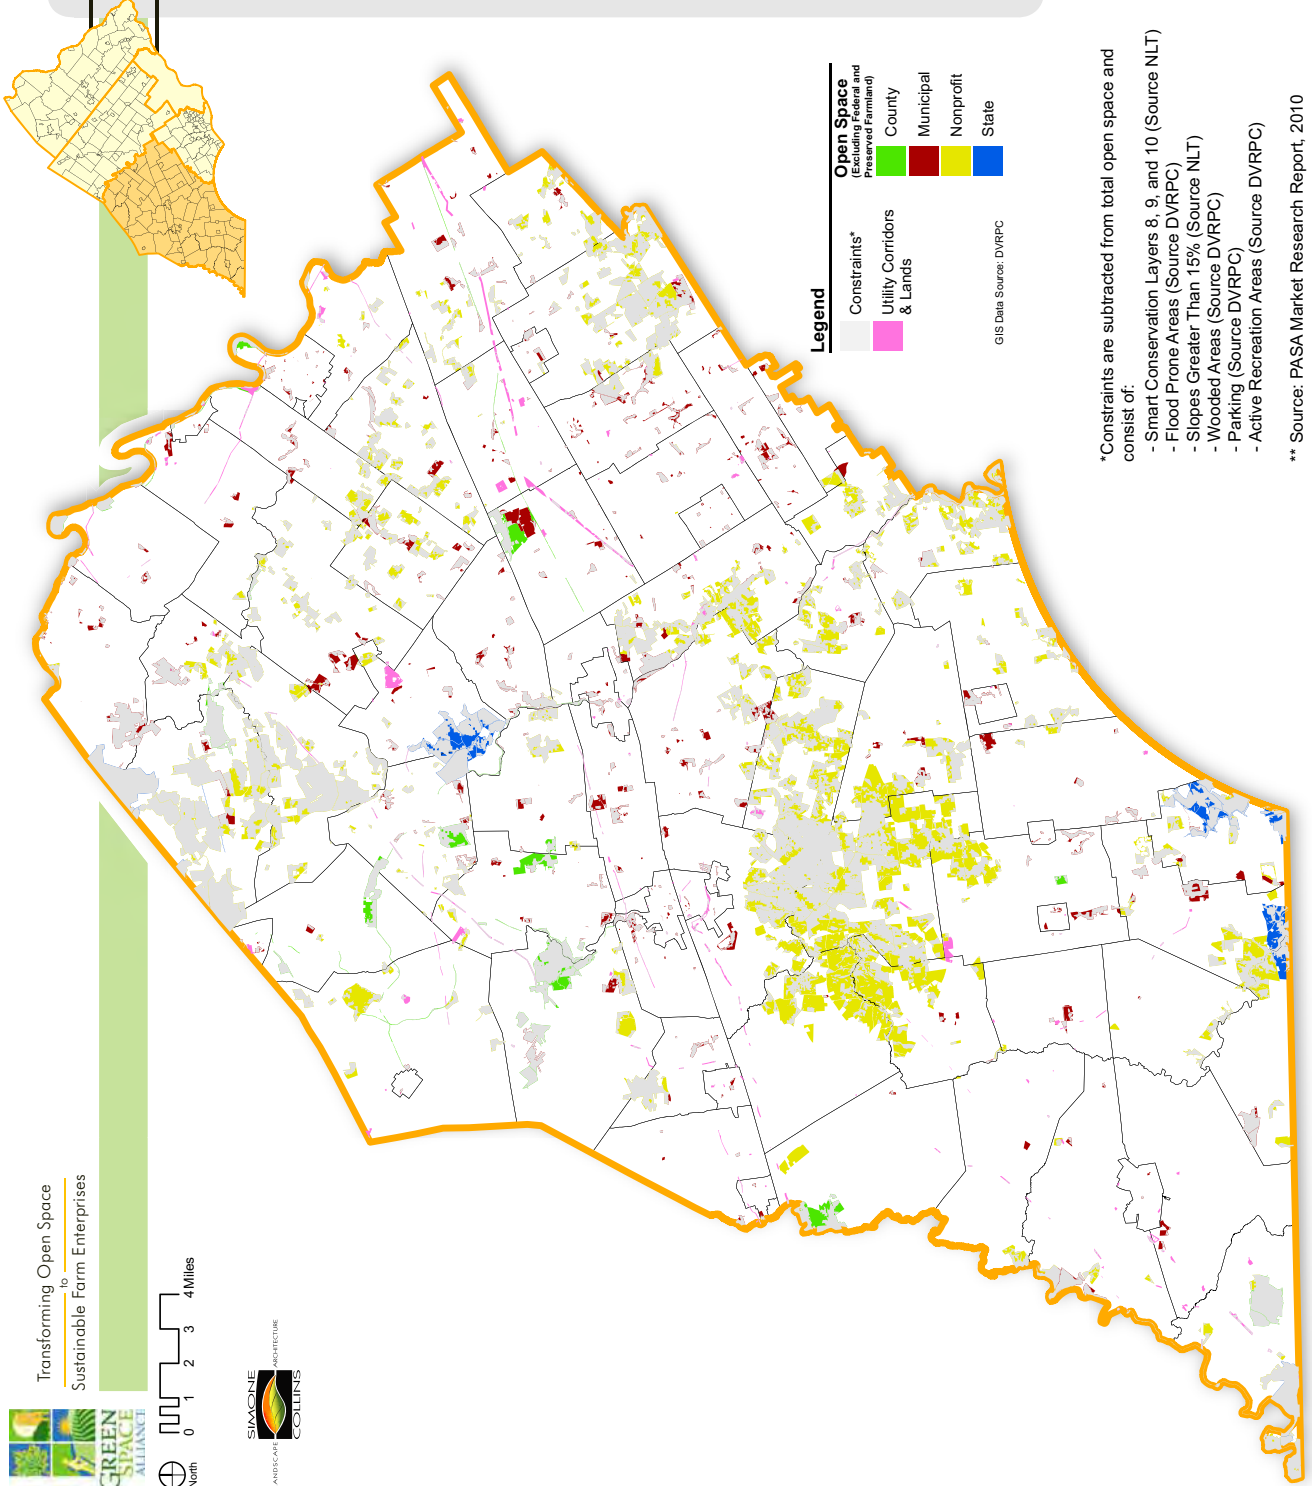 Transforming Open Space
to
Sustainable Farm Enterprises
GREEN
SPACE
ALLIANCE
North
0 1 2 3 4 Miles
SIMONE
COLLINS
LANDSCAPE ARCHITECTURE
Legend
Constraints*
Utility Corridors
& Lands
Open Space
(Excluding Federal and
Preserved Farmland)
County
Municipal
Nonprofit
State
GIS Data Source: DVRPC
*Constraints are subtracted from total open space and
consist of:
- Smart Conservation Layers 8, 9, and 10 (Source NLT)
- Flood Prone Areas (Source DVRPC)
- Slopes Greater Than 15% (Source NLT)
- Wooded Areas (Source DVRPC)
- Parking (Source DVRPC)
- Active Recreation Areas (Source DVRPC)
** Source: PASA Market Research Report, 2010